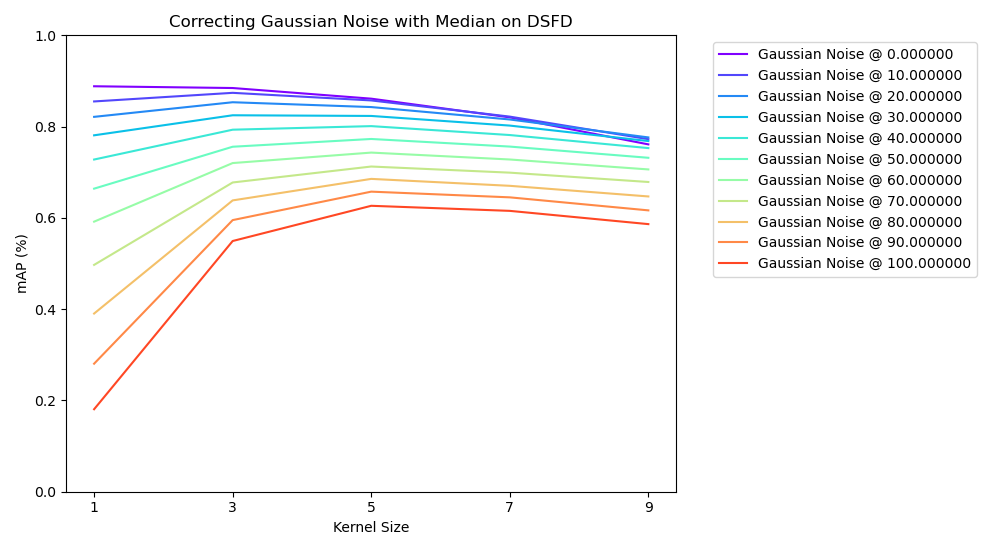 Correcting Gaussian Noise with Median on DSFD
1.0
0.8
0.6
0.4
0.2
0.0
mAP (%)
1 3 5 7 9
Kernel Size
Gaussian Noise @ 0.000000
Gaussian Noise @ 10.000000
Gaussian Noise @ 20.000000
Gaussian Noise @ 30.000000
Gaussian Noise @ 40.000000
Gaussian Noise @ 50.000000
Gaussian Noise @ 60.000000
Gaussian Noise @ 70.000000
Gaussian Noise @ 80.000000
Gaussian Noise @ 90.000000
Gaussian Noise @ 100.000000